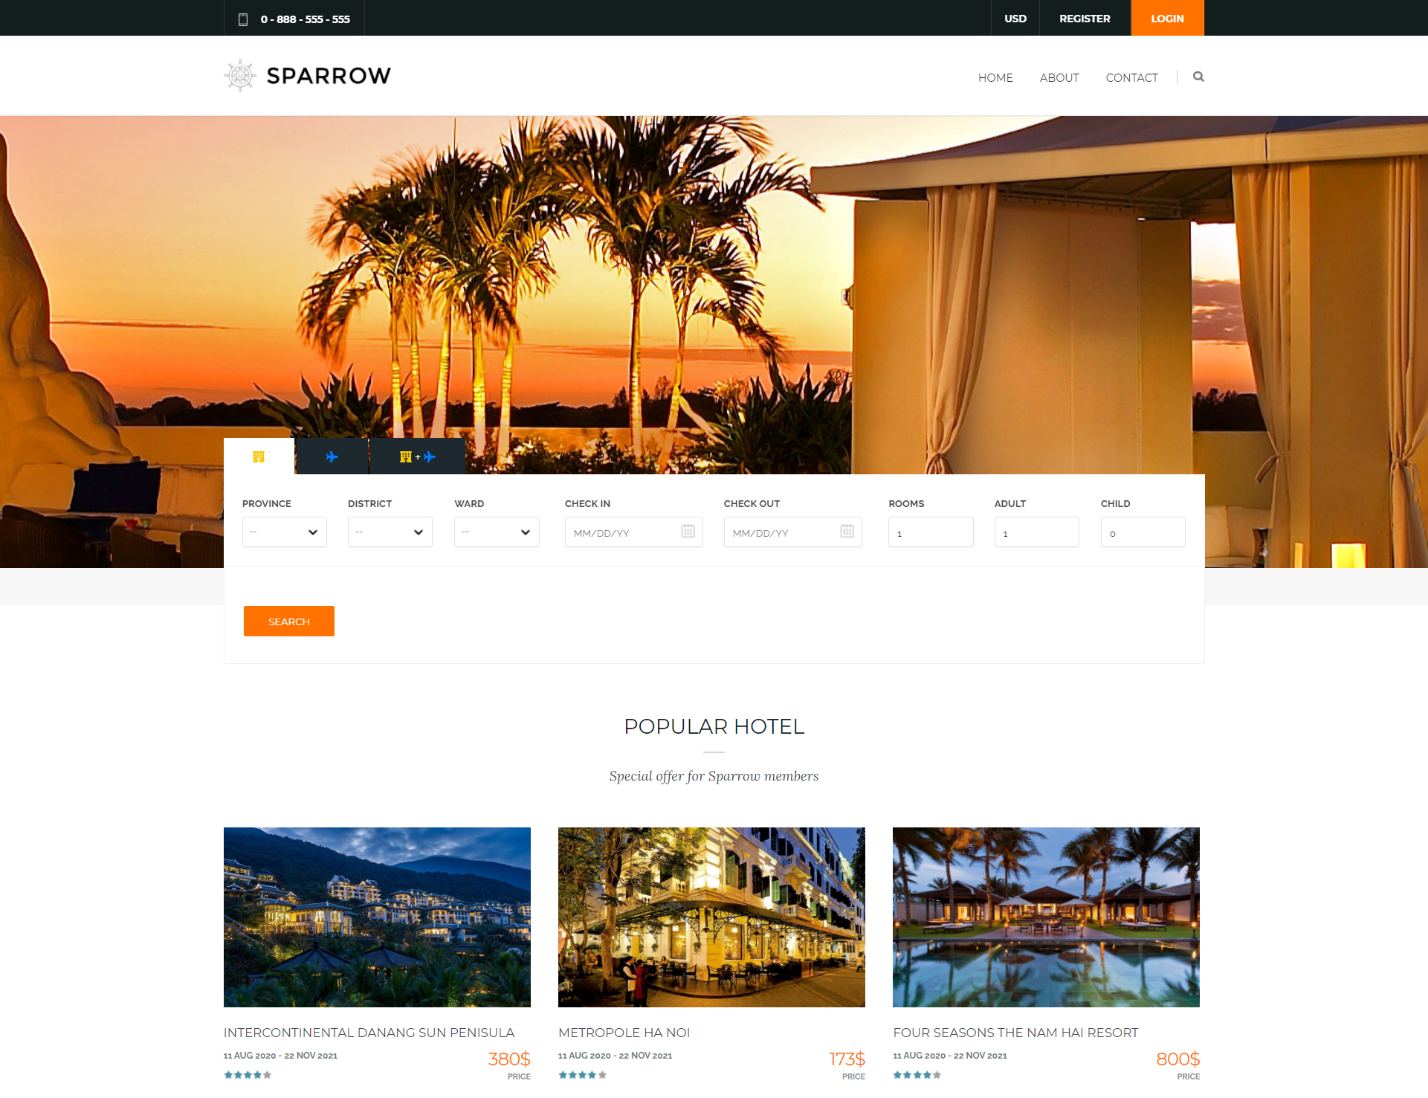 0 - 888 - 555 - 555
USD REGISTER LOGIN
SPARROW
HOME ABOUT CONTACT
+
PROVINCE DISTRICT WARD CHECK IN CHECK OUT ROOMS ADULT CHILD
-- -- -- MM/DD/YY MM/DD/YY 1 1 0
SEARCH
POPULAR HOTEL
Special offer for Sparrow members
INTERCONTINENTAL DANANG SUN PENISULA
11 AUG 2020 - 22 NOV 2021
380$
PRICE
METROPOLE HA NOI
11 AUG 2020 - 22 NOV 2021
173$
PRICE
FOUR SEASONS THE NAM HAI RESORT
11 AUG 2020 - 22 NOV 2021
800$
PRICE